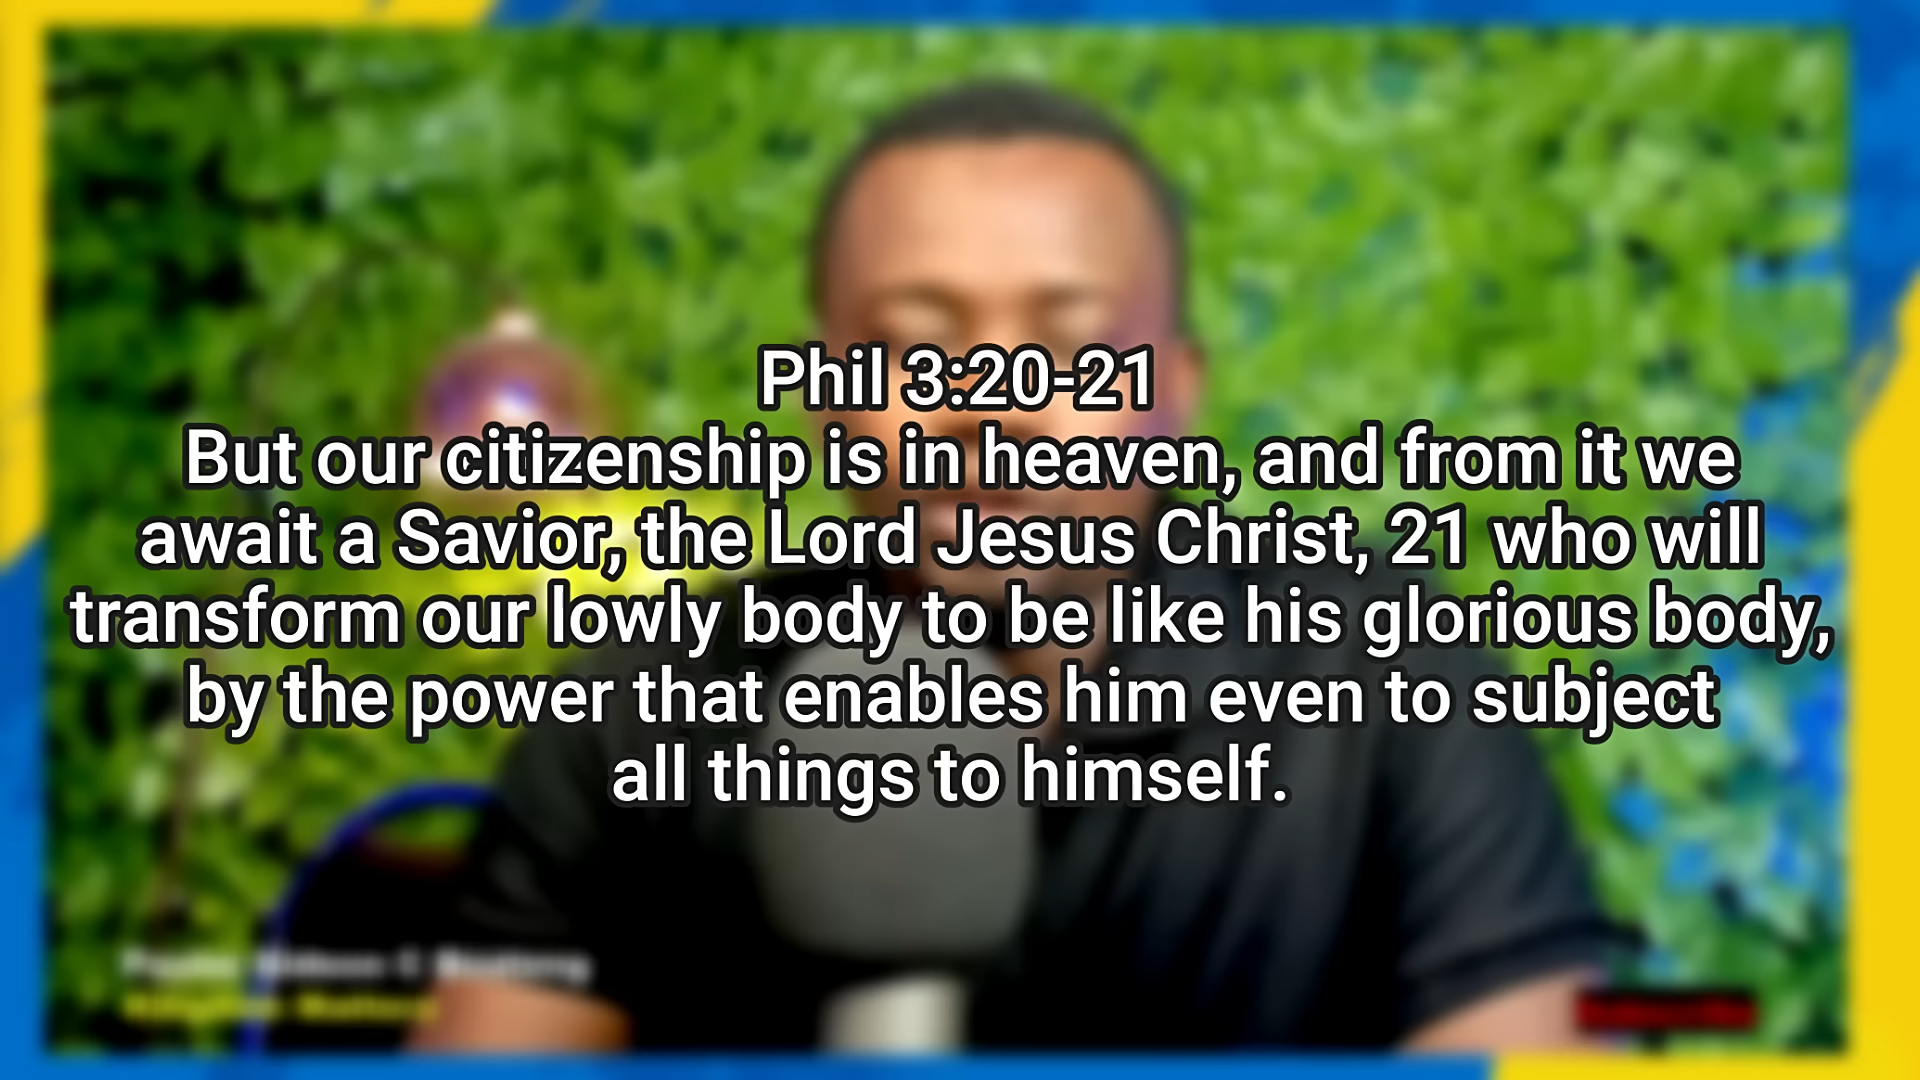 Phil 3:20-21
But our citizenship is in heaven, and from it we
await a Savior, the Lord Jesus Christ, 21 who will
transform our lowly body to be like his glorious body,
by the power that enables him even to subject
all things to himself.